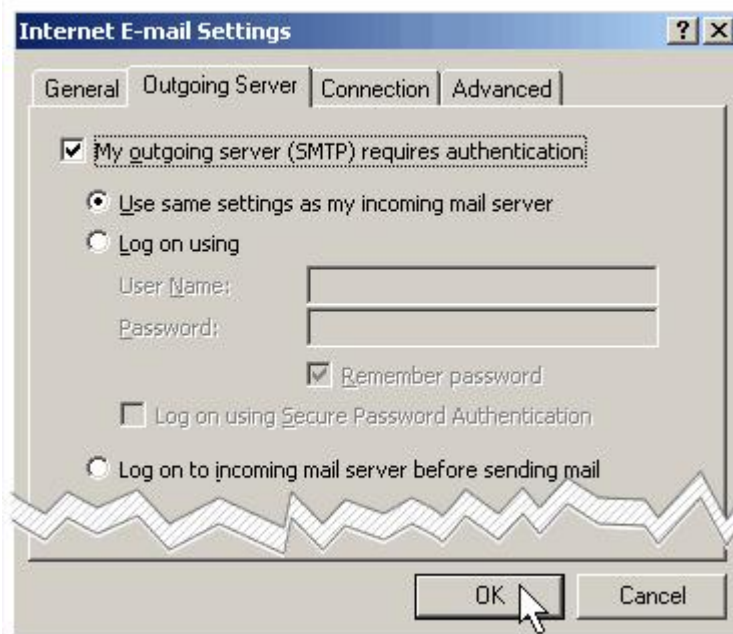 Internet E-mail Settings
General Outgoing Server Connection Advanced
My outgoing server (SMTP) requires authentication
Use same settings as my incoming mail server
Log on using
User Name:
Password:
Remember password
Log on using Secure Password Authentication
Log on to incoming mail server before sending mail
OK Cancel